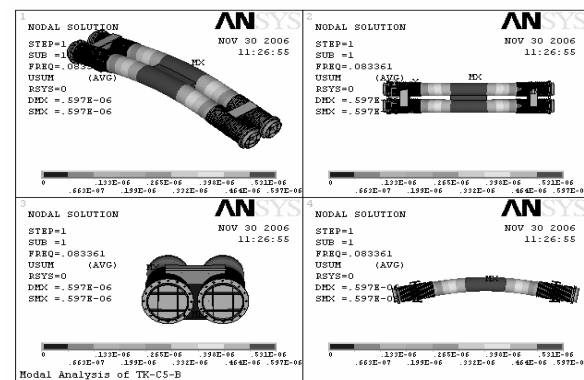 1
ANSYS
NODAL SOLUTION
NOV 30 2006
11:26:55
STEP=1
SUB =1
FREQ=.083361
USUM (AVG)
RSYS=0
DMX =.597E-06
SMX =.597E-06
MX
0 .133E-06 .265E-06 .398E-06 .531E-06
.663E-07 .199E-06 .332E-06 .464E-06 .597E-06
2
ANSYS
NODAL SOLUTION
NOV 30 2006
11:26:55
STEP=1
SUB =1
FREQ=.083361
USUM (AVG)
RSYS=0
DMX =.597E-06
SMX =.597E-06
MX
0 .133E-06 .265E-06 .398E-06 .531E-06
.663E-07 .199E-06 .332E-06 .464E-06 .597E-06
3
ANSYS
NODAL SOLUTION
NOV 30 2006
11:26:55
STEP=1
SUB =1
FREQ=.083361
USUM (AVG)
RSYS=0
DMX =.597E-06
SMX =.597E-06
0 .133E-06 .265E-06 .398E-06 .531E-06
.663E-07 .199E-06 .332E-06 .464E-06 .597E-06
4
ANSYS
NODAL SOLUTION
NOV 30 2006
11:26:55
STEP=1
SUB =1
FREQ=.083361
USUM (AVG)
RSYS=0
DMX =.597E-06
SMX =.597E-06
MX
0 .133E-06 .265E-06 .398E-06 .531E-06
.663E-07 .199E-06 .332E-06 .464E-06 .597E-06
Modal Analysis of TK-C5-B